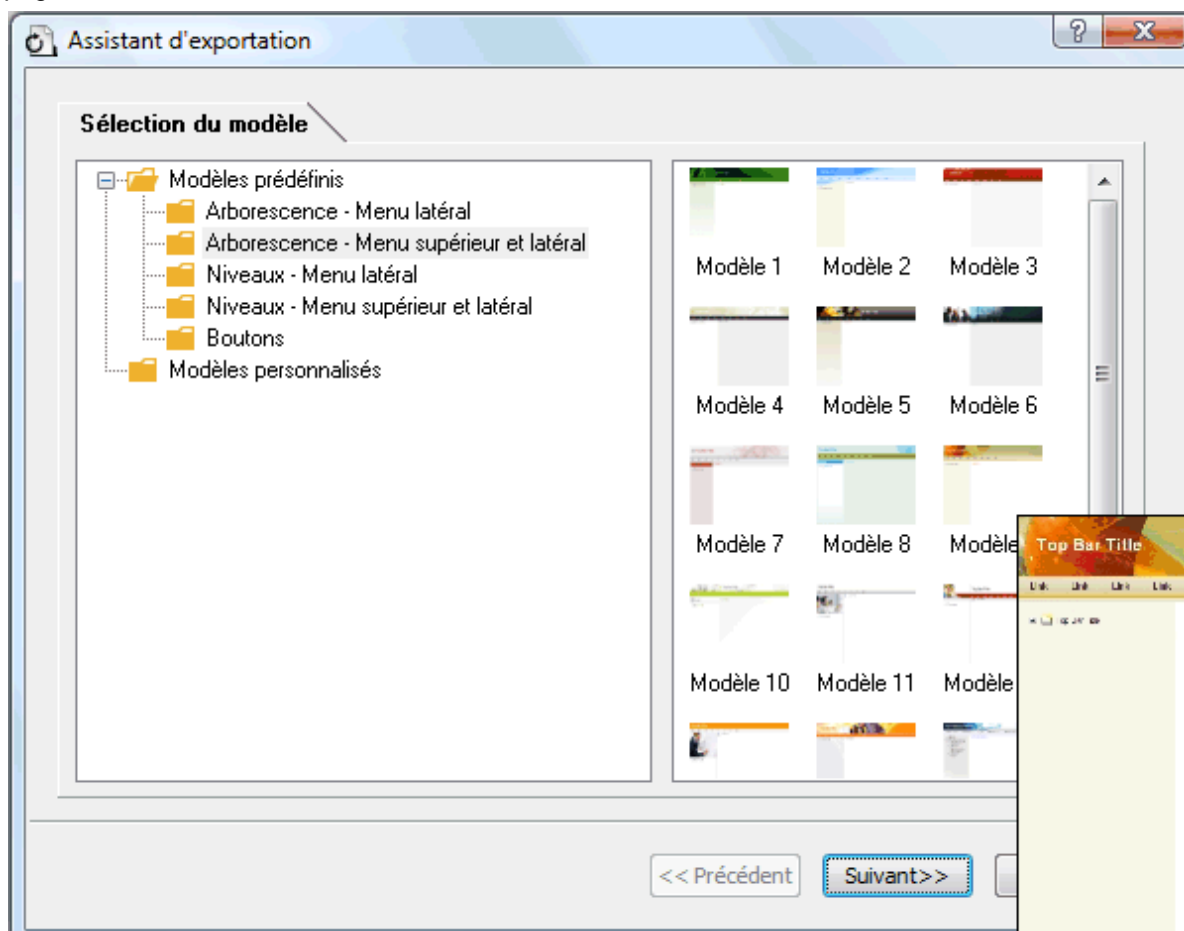 Assistant d'exportation
Sélection du modèle
Modèles prédéfinis
Arborescence - Menu latéral
Arborescence - Menu supérieur et latéral
Niveaux - Menu latéral
Niveaux - Menu supérieur et latéral
Boutons
Modèles personnalisés
Modèle 1 Modèle 2 Modèle 3
Modèle 4 Modèle 5 Modèle 6
Modèle 7 Modèle 8 Modèle
Modèle 10 Modèle 11 Modèle
Top Bar Title
Link Link Link Link
<< Précédent Suivant>>